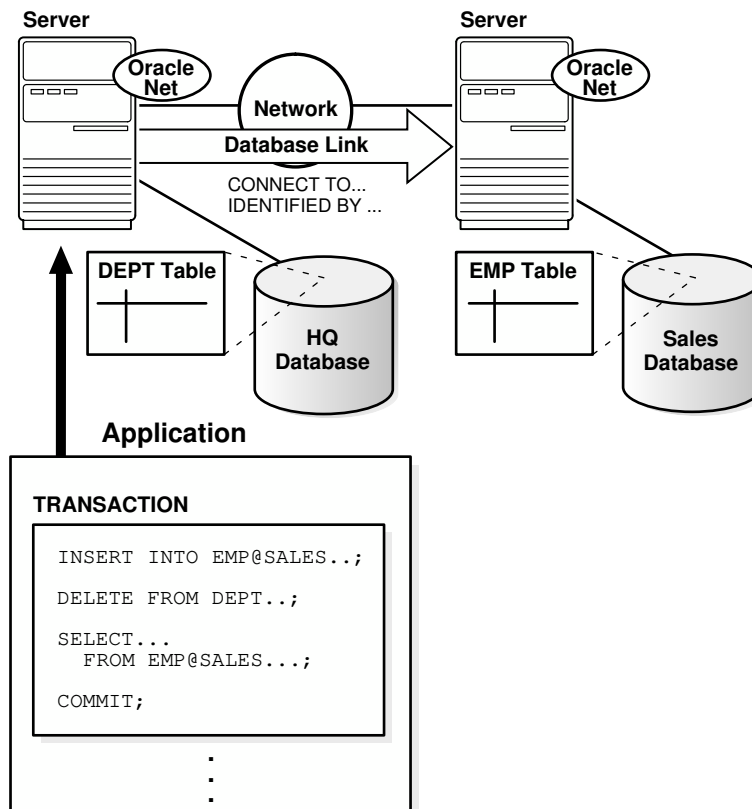 Server
Server
Oracle
Net
Oracle
Net
Network
Database Link
CONNECT TO...
IDENTIFIED BY ...
DEPT Table
HQ
Database
EMP Table
Sales
Database
Application
TRANSACTION
INSERT INTO EMP@SALES..;
DELETE FROM DEPT..;
SELECT...
FROM EMP@SALES...;
COMMIT;
.
.
.